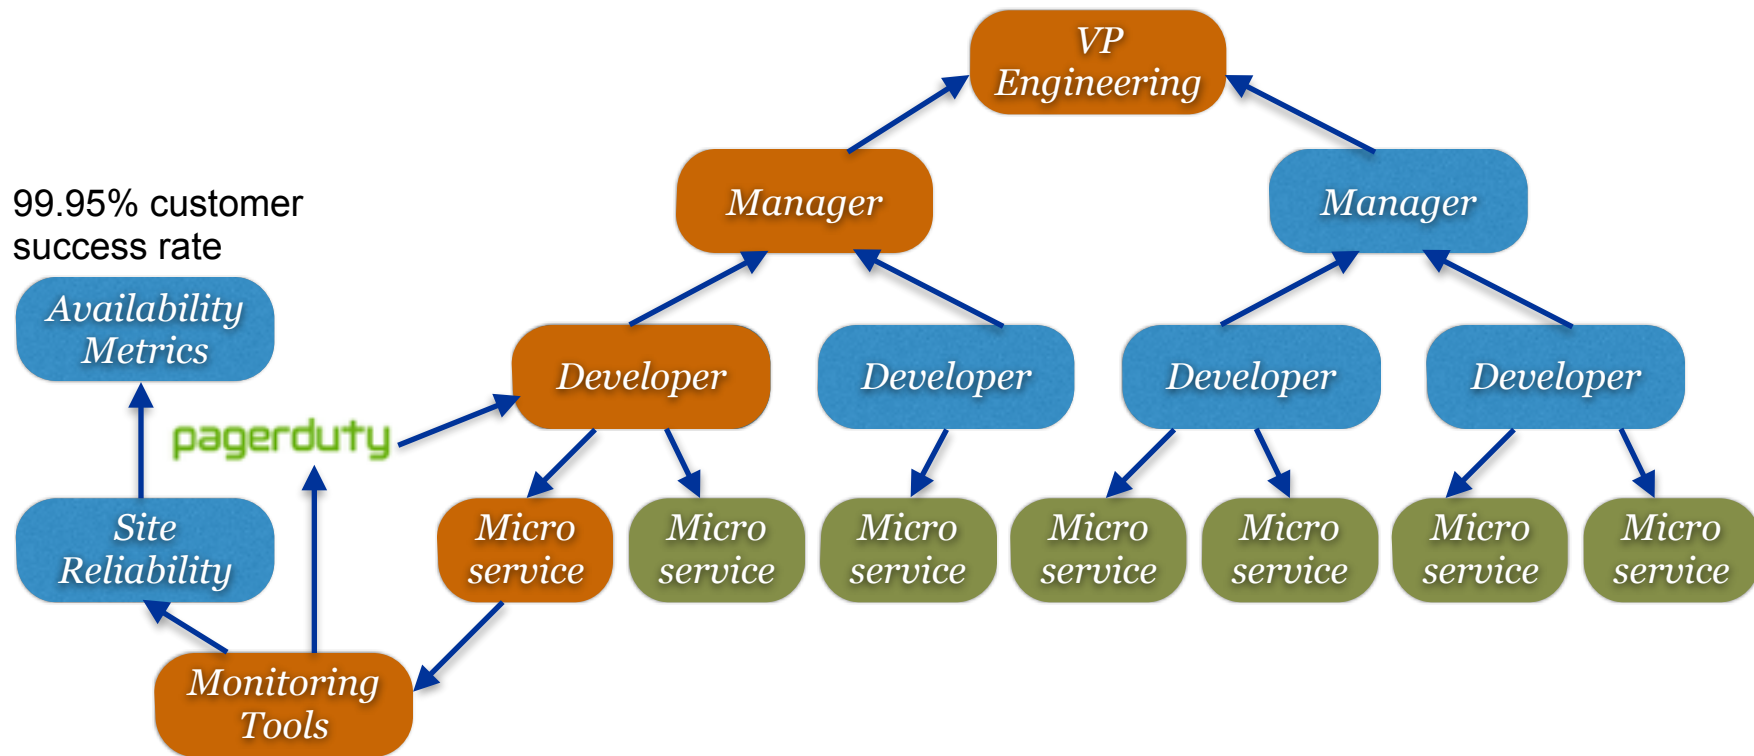 VP
Engineering
Manager
Manager
99.95% customer
success rate
Availability
Metrics
Developer
Developer
Developer
Developer
pagerduty
Site
Reliability
Micro
service
Micro
service
Micro
service
Micro
service
Micro
service
Micro
service
Micro
service
Monitoring
Tools